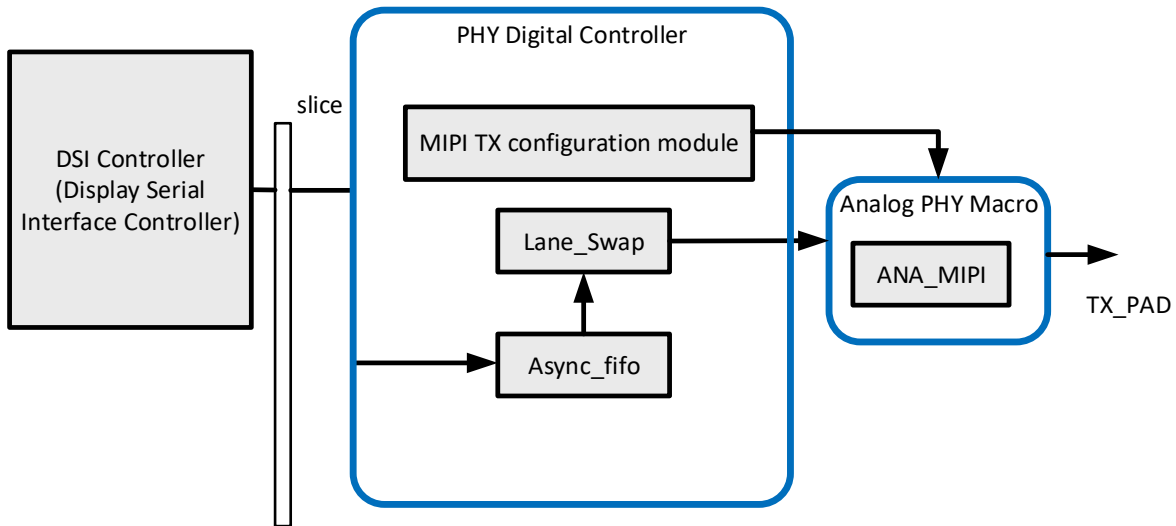 PHY Digital Controller
slice
MIPI TX configuration module
DSI Controller
(Display Serial
Interface Controller)
Analog PHY Macro
Lane_Swap
ANA_MIPI
TX_PAD
Async_fifo